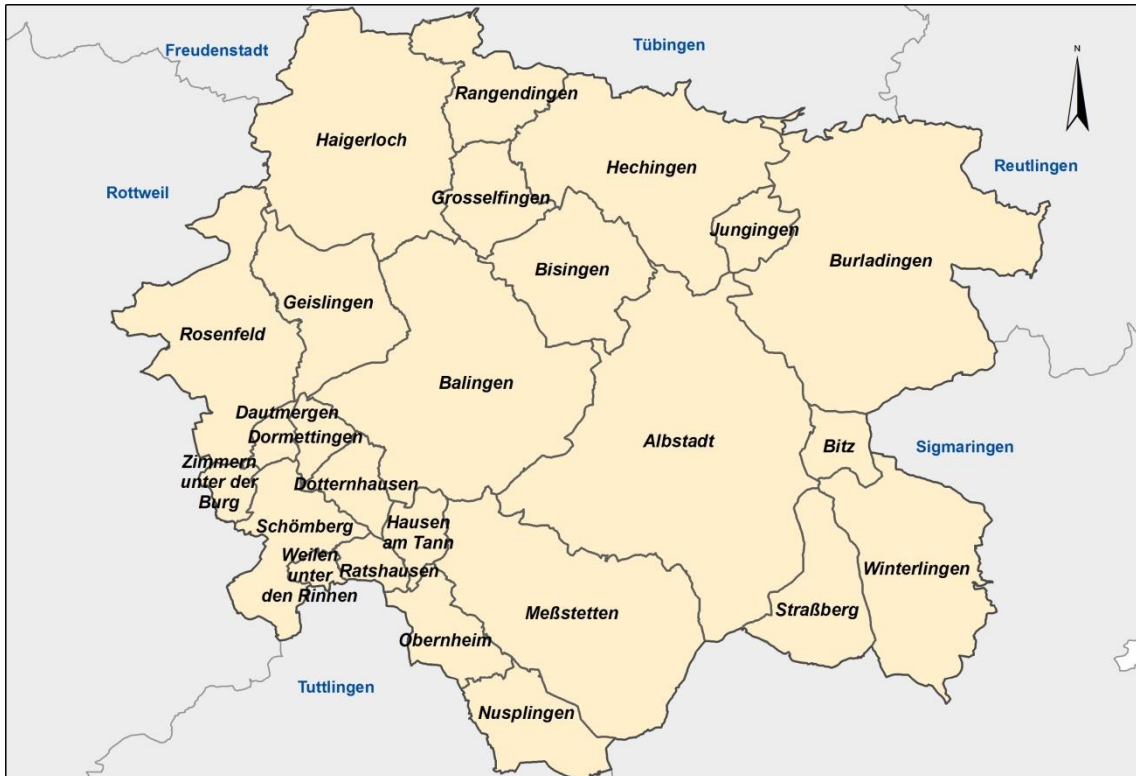 N
Freudenstadt
Tübingen
Rangendingen
Haigerloch
Hechingen
Reutlingen
Rottweil
Grosselfingen
Jungingen
Burladingen
Bisingen
Geislingen
Rosenfeld
Balingen
Dautmergen
Dormettingen
Albstadt
Bitz
Sigmaringen
Zimmern
unter der
Burg
Dotternhausen
Schömberg
Hausen
am Tann
Weilen
unter
den Rinnen
Ratshausen
Winterlingen
Meßstetten
Straßberg
Obernheim
Tuttlingen
Nusplingen